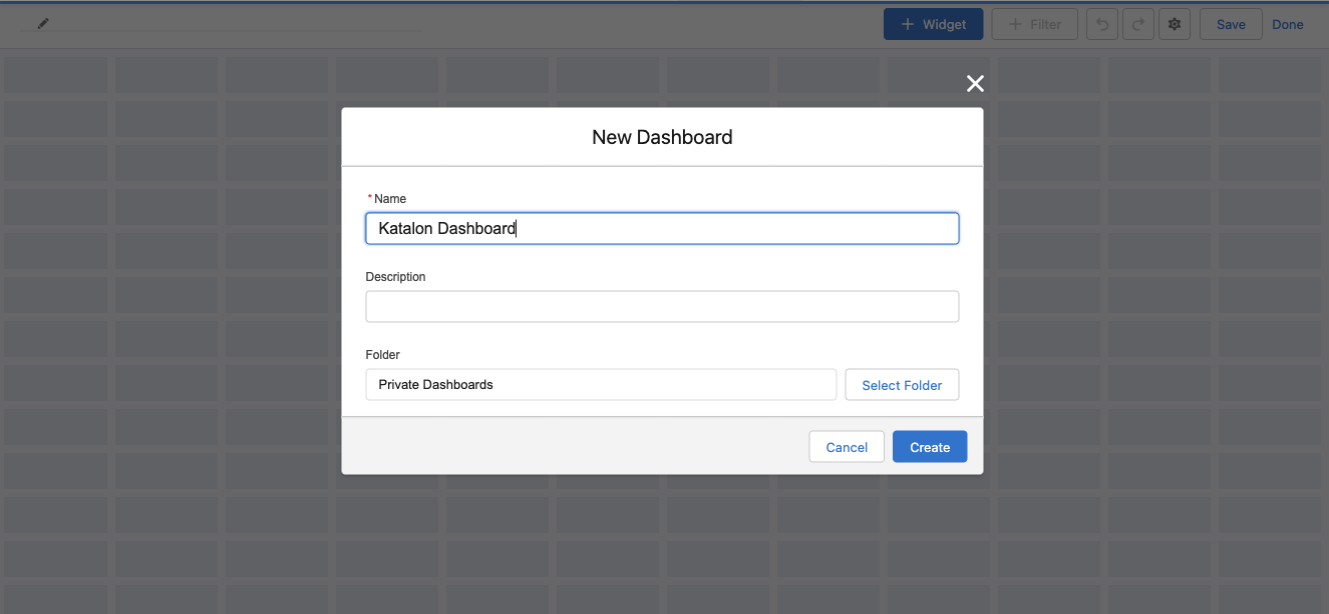 + Widget
+ Filter
Save
Done
New Dashboard
* Name
Katalon Dashboard
Description
Folder
Private Dashboards
Select Folder
Cancel
Create